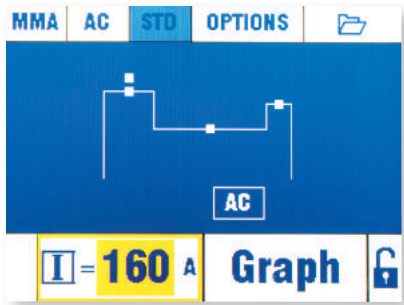 MMA AC STD OPTIONS
AC
I = 160 A Graph